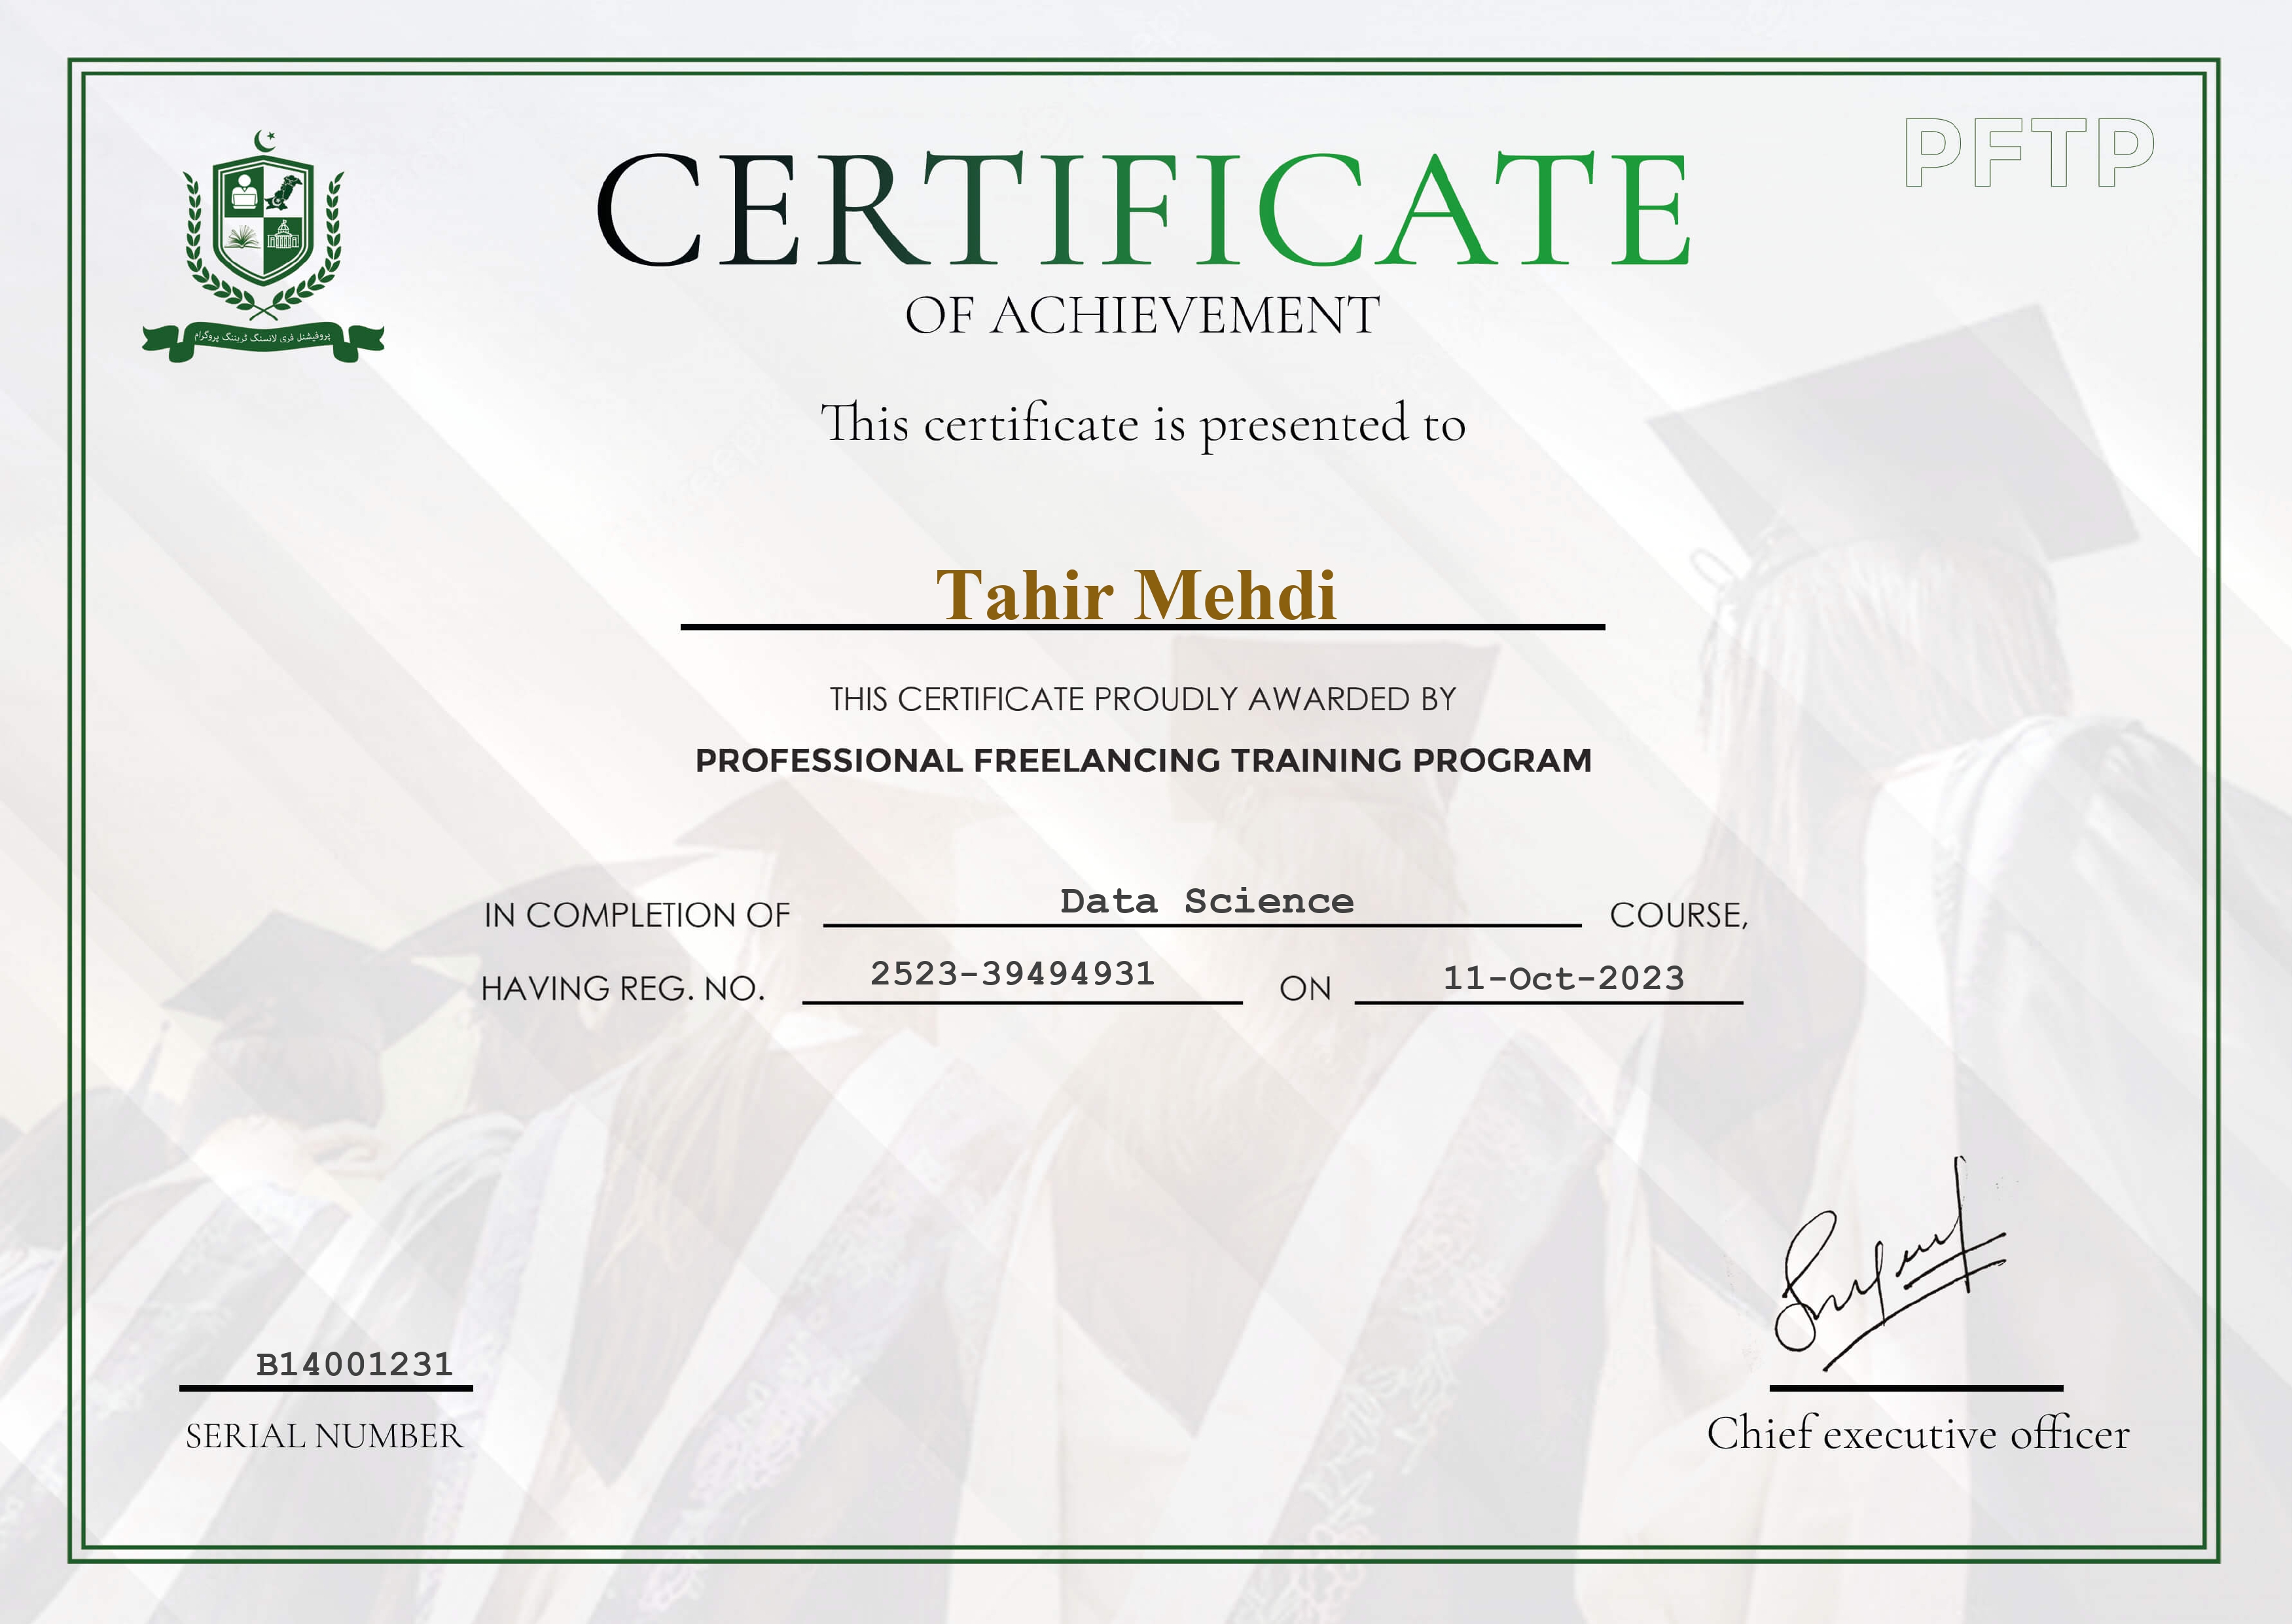 PFTP
CERTIFICATE
OF ACHIEVEMENT
پروفیشنل فری لانسنگ ٹریننگ پروگرام
This certificate is presented to
Tahir Mehdi
THIS CERTIFICATE PROUDLY AWARDED BY
PROFESSIONAL FREELANCING TRAINING PROGRAM
IN COMPLETION OF Data Science COURSE,
HAVING REG. NO. 2523-39494931 ON 11-Oct-2023
B14001231
SERIAL NUMBER
Chief executive officer